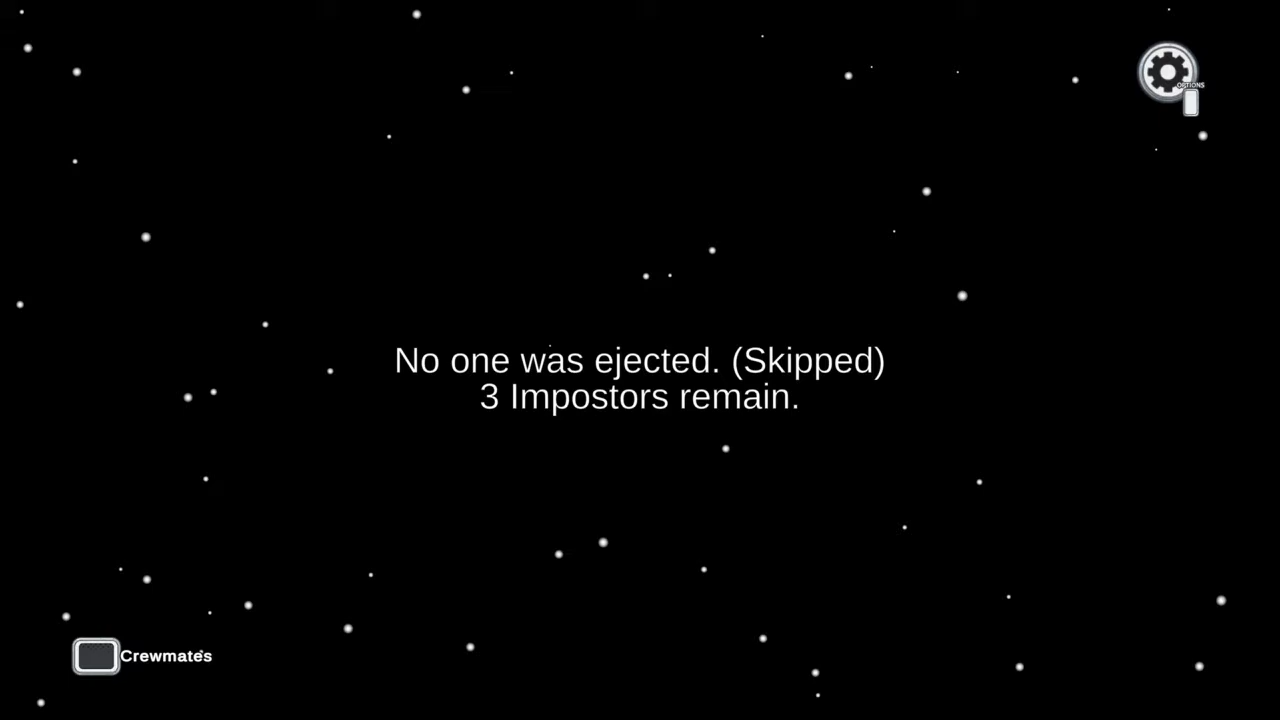 OPTIONS
No one was ejected. (Skipped)
3 Impostors remain.
Crewmates